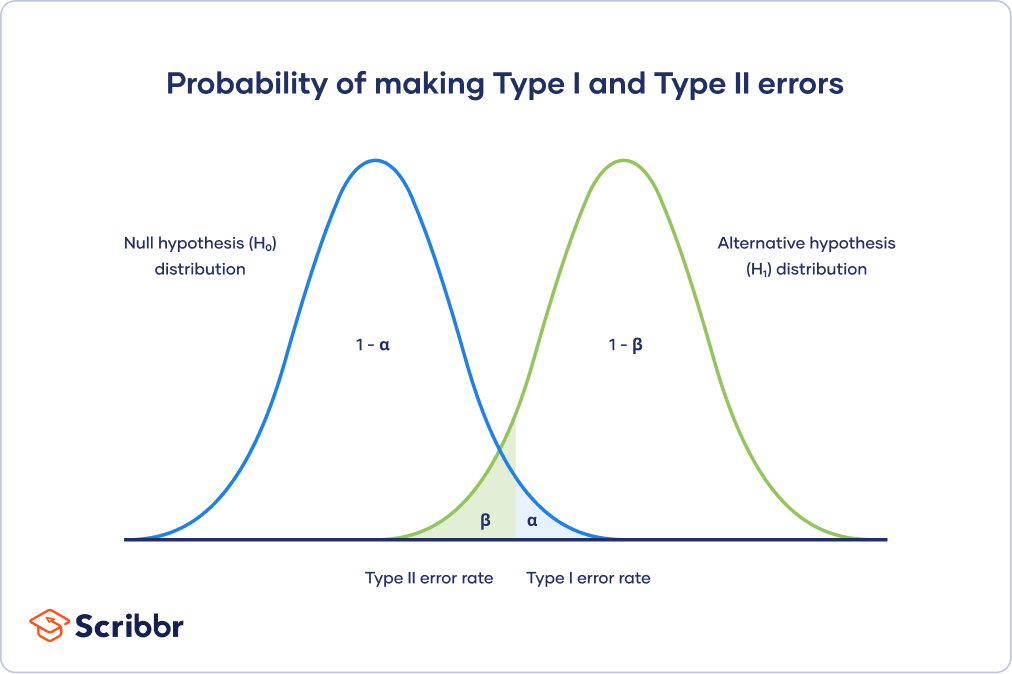 Probability of making Type I and Type II errors
Null hypothesis (H₀)
distribution
Alternative hypothesis
(H₁) distribution
1 - α
1 - β
β
α
Type II error rate
Type I error rate
Scribbr